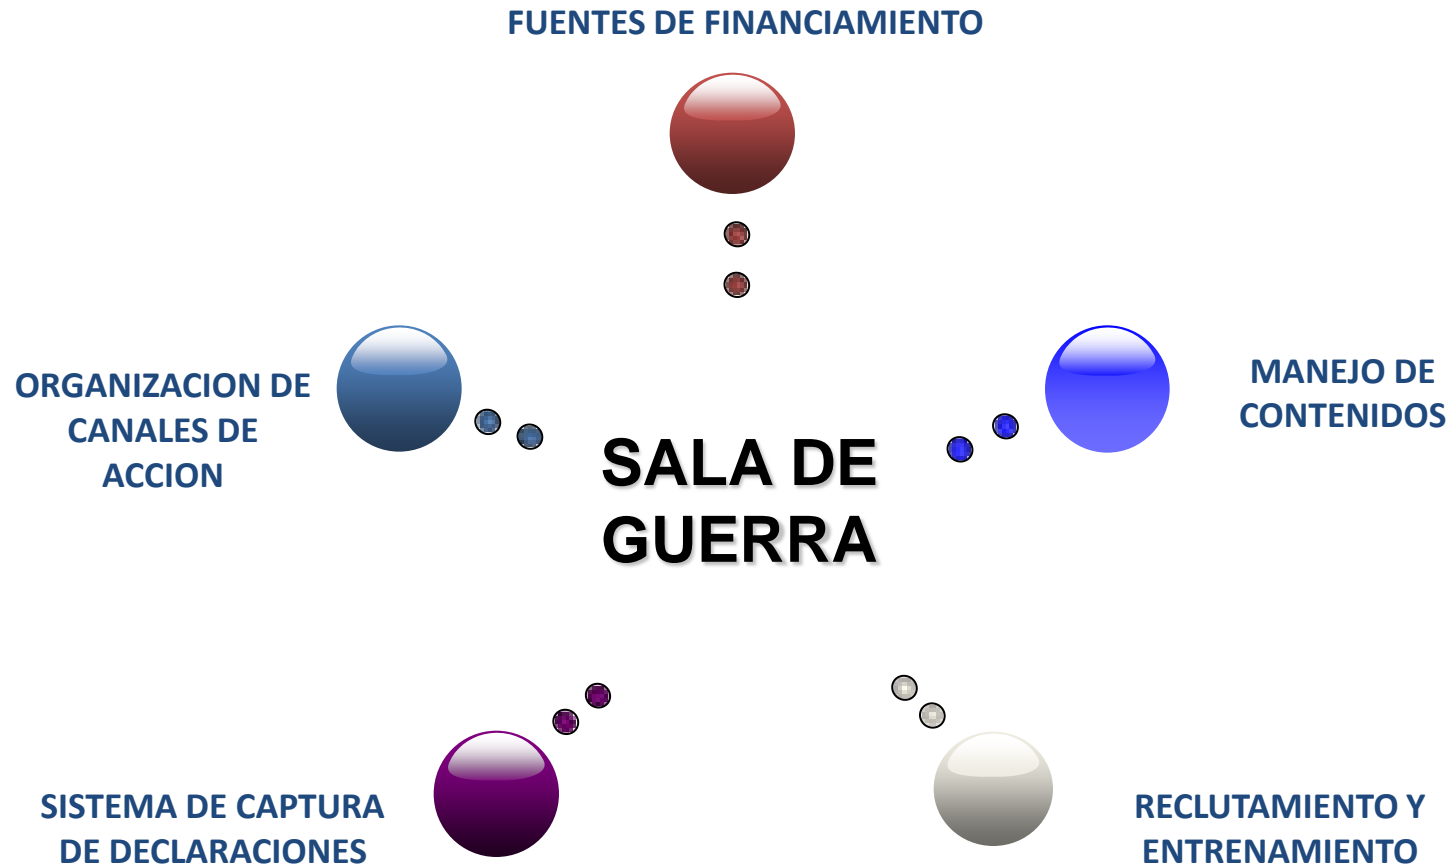 FUENTES DE FINANCIAMIENTO
ORGANIZACION DE
CANALES DE
ACCION
MANEJO DE
CONTENIDOS
SALA DE
GUERRA
SISTEMA DE CAPTURA
DE DECLARACIONES
RECLUTAMIENTO Y
ENTRENAMIENTO